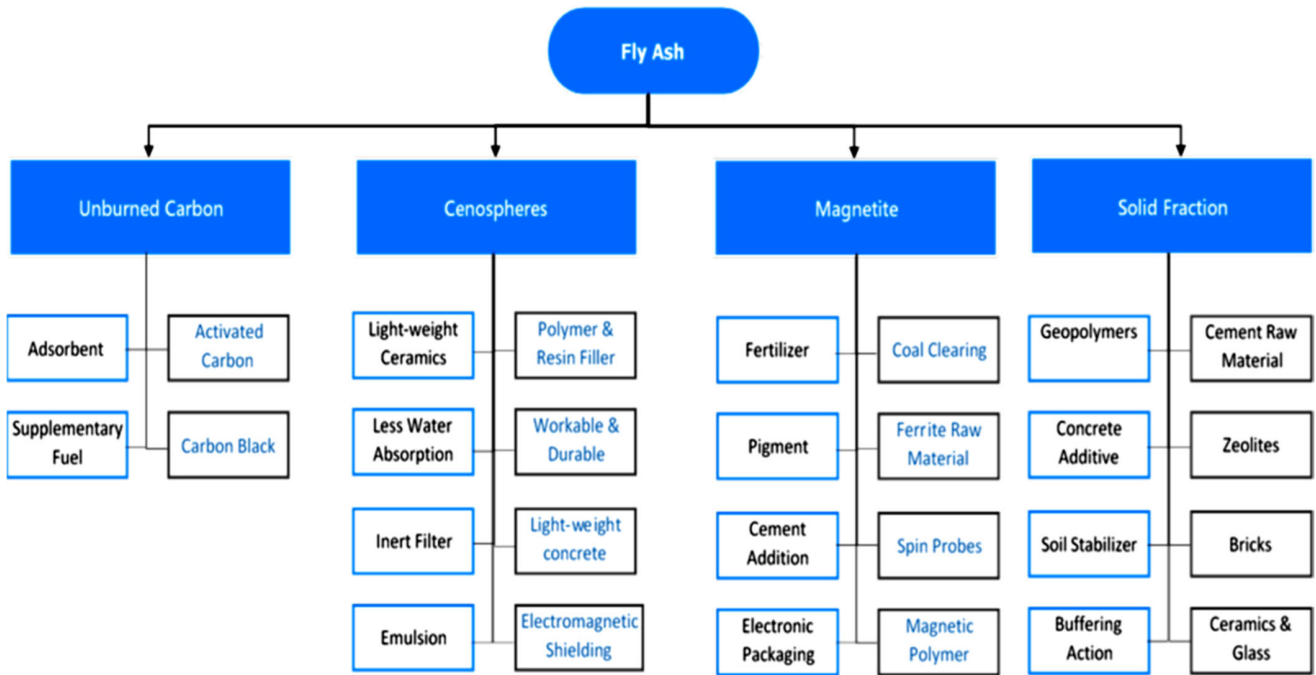 Fly Ash
Unburned Carbon
Cenospheres
Magnetite
Solid Fraction
Adsorbent
Activated
Carbon
Supplementary
Fuel
Carbon Black
Light-weight
Ceramics
Polymer &
Resin Filler
Less Water
Absorption
Workable &
Durable
Inert Filter
Light-weight
concrete
Emulsion
Electromagnetic
Shielding
Fertilizer
Coal Clearing
Pigment
Ferrite Raw
Material
Cement
Addition
Spin Probes
Electronic
Packaging
Magnetic
Polymer
Geopolymers
Cement Raw
Material
Concrete
Additive
Zeolites
Soil Stabilizer
Bricks
Buffering
Action
Ceramics &
Glass